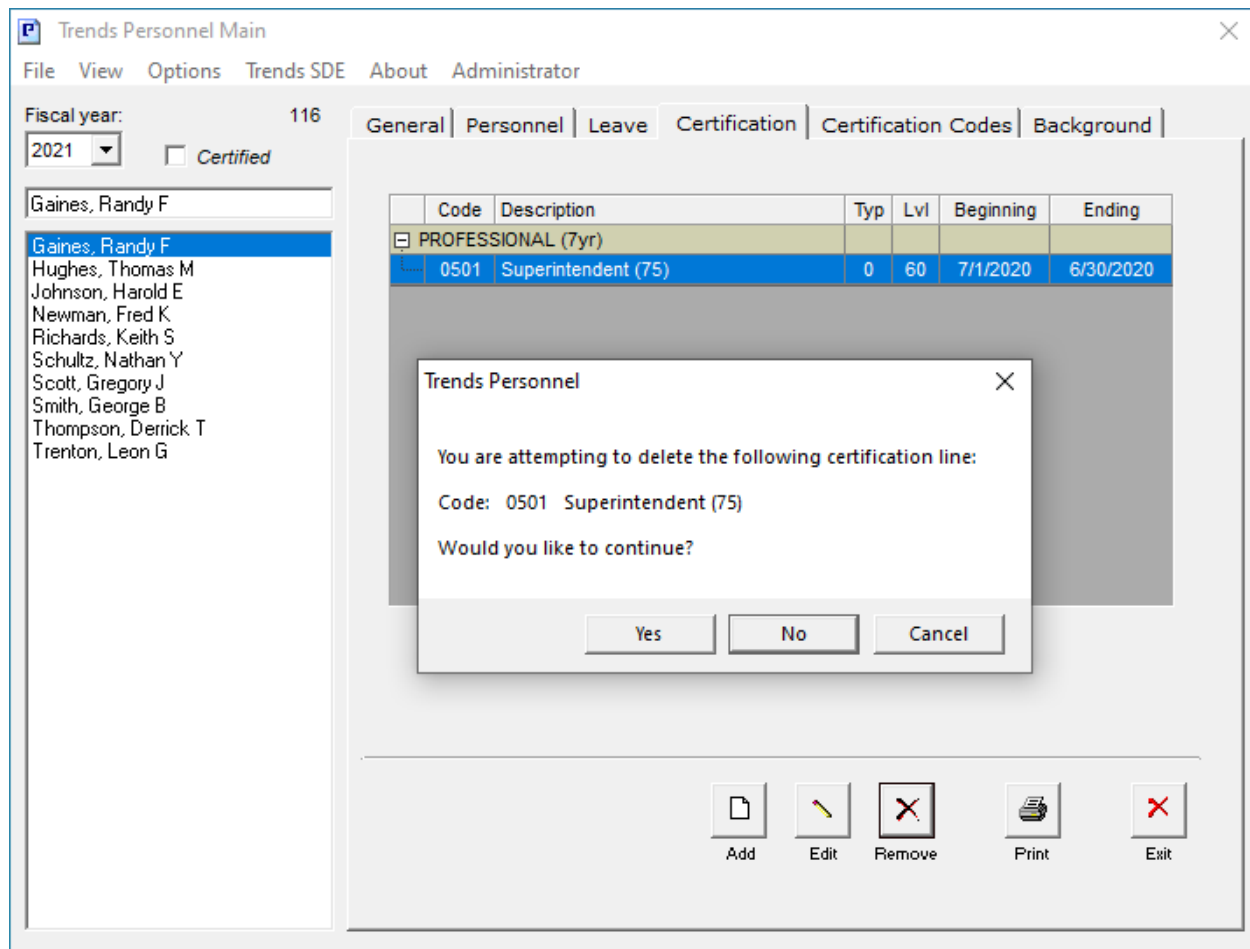 Trends Personnel Main
File View Options Trends SDE About Administrator
Fiscal year: 116
2021 Certified
Gaines, Randy F
Gaines, Randy F
Hughes, Thomas M
Johnson, Harold E
Newman, Fred K
Richards, Keith S
Schultz, Nathan Y
Scott, Gregory J
Smith, George B
Thompson, Derrick T
Trenton, Leon G
General Personnel Leave Certification Certification Codes Background
Code Description Typ Lvl Beginning Ending
PROFESSIONAL (7yr)
0501 Superintendent (75) 0 60 7/1/2020 6/30/2020
Trends Personnel
You are attempting to delete the following certification line:
Code: 0501 Superintendent (75)
Would you like to continue?
Yes No Cancel
Add Edit Remove Print Exit